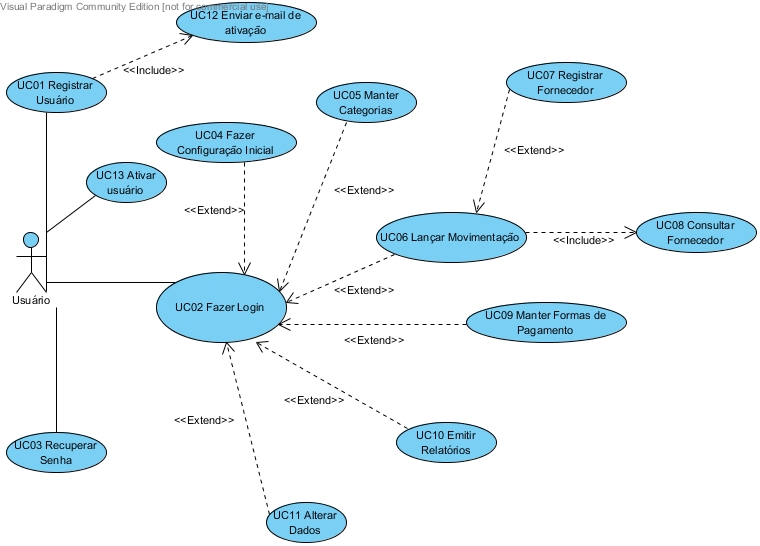 Visual Paradigm Community Edition [not for commercial use]
UC12 Enviar e-mail de
ativação
<<Include>>
UC01 Registrar
Usuário
UC05 Manter
Categorias
UC07 Registrar
Fornecedor
UC04 Fazer
Configuração Inicial
<<Extend>>
UC13 Ativar
usuário
<<Extend>>
<<Extend>>
UC06 Lançar Movimentação
<<Include>>
UC08 Consultar
Fornecedor
Usuário
UC02 Fazer Login
<<Extend>>
UC09 Manter Formas de
Pagamento
<<Extend>>
<<Extend>>
<<Extend>>
UC03 Recuperar
Senha
UC10 Emitir
Relatórios
UC11 Alterar
Dados